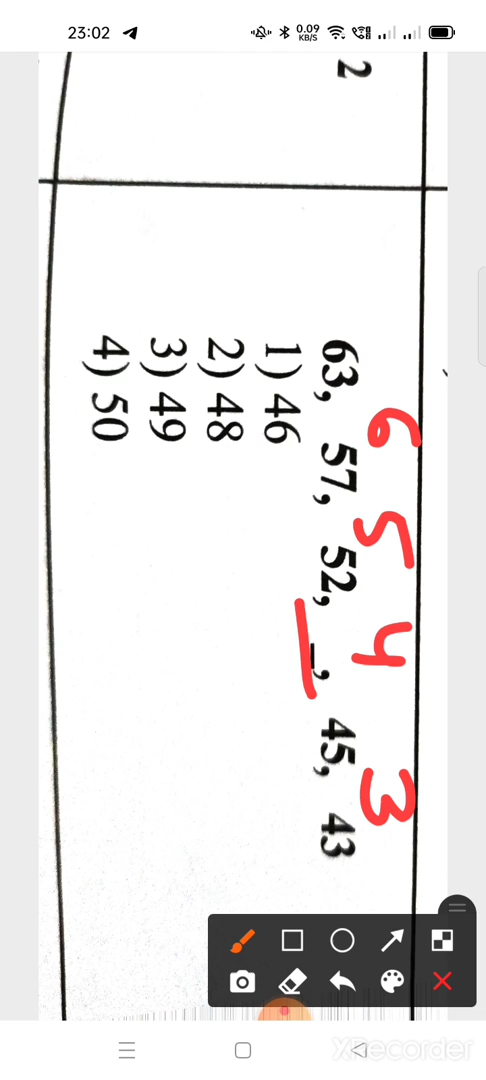 23:02
0.09
KB/S
2
6 5 4 3
63, 57, 52, _, 45, 43
1) 46
2) 48
3) 49
4) 50
XRecorder